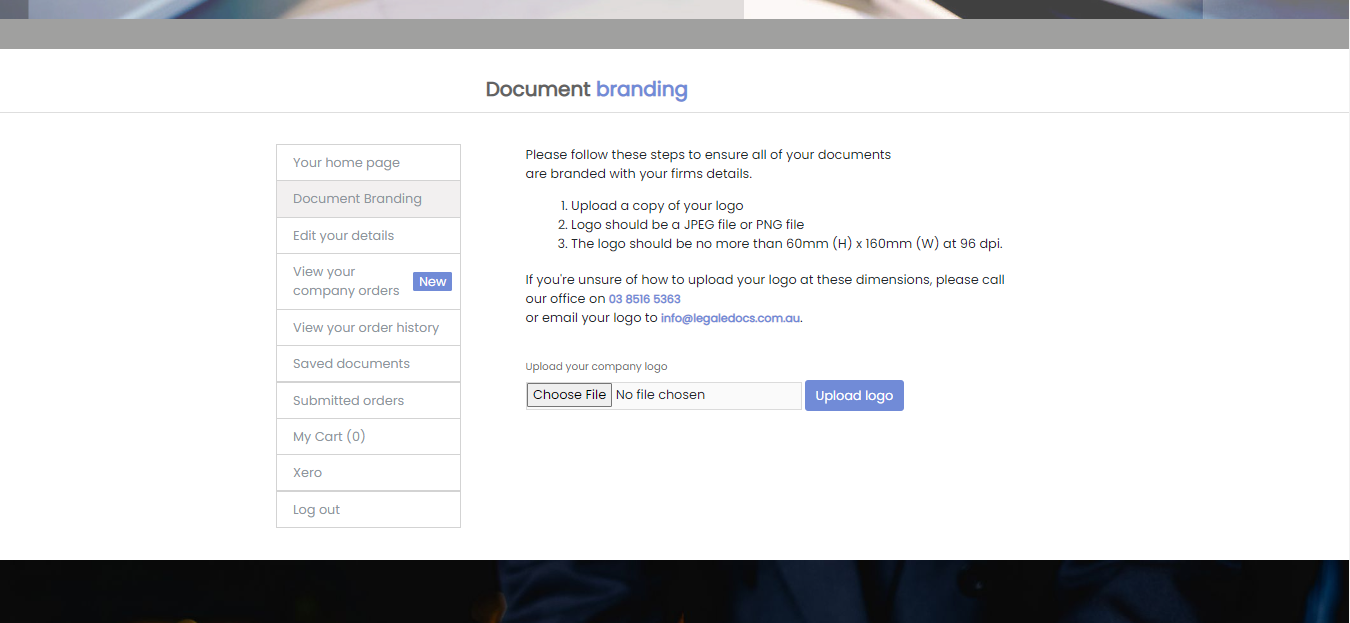 Document branding
Your home page
Document Branding
Edit your details
View your
company orders
New
View your order history
Saved documents
Submitted orders
My Cart (0)
Xero
Log out
Please follow these steps to ensure all of your documents
are branded with your firms details.
1. Upload a copy of your logo
2. Logo should be a JPEG file or PNG file
3. The logo should be no more than 60mm (H) x 160mm (W) at 96 dpi.
If you're unsure of how to upload your logo at these dimensions, please call
our office on 03 8516 5363
or email your logo to info@legaledocs.com.au.
Upload your company logo
Choose File No file chosen Upload logo